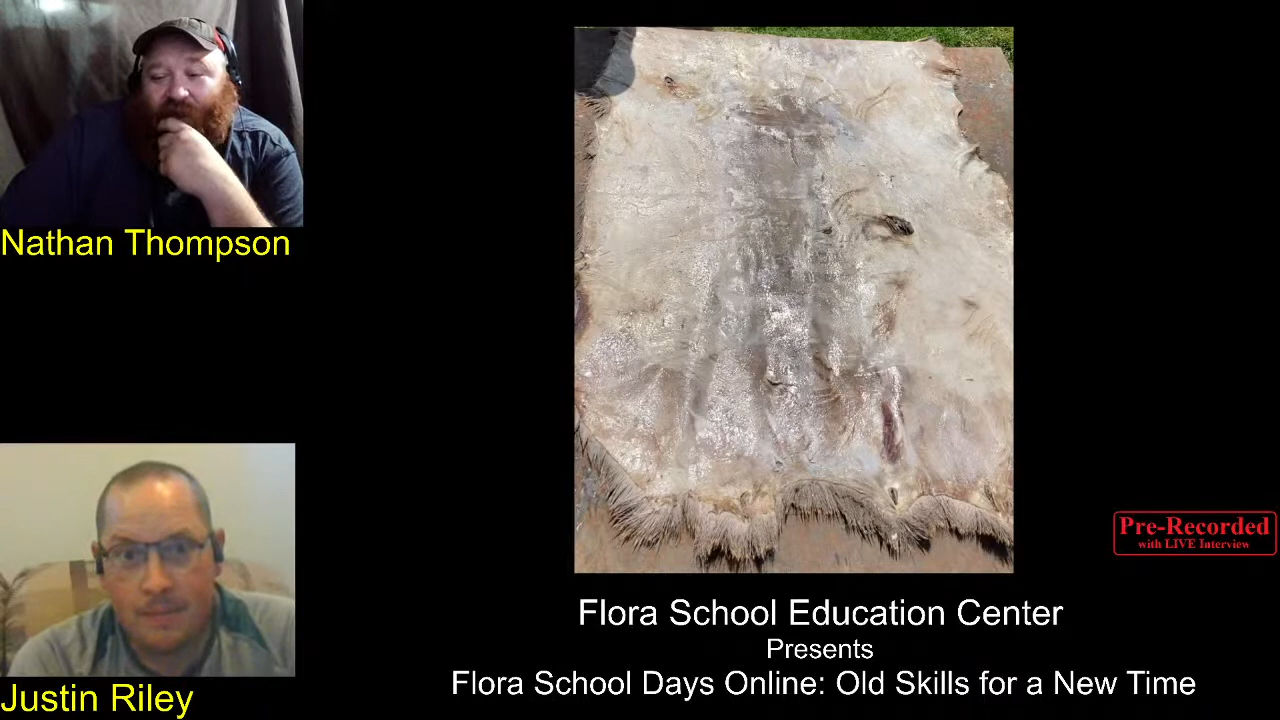 Nathan Thompson
Justin Riley
Pre-Recorded
with LIVE Interview
Flora School Education Center
Presents
Flora School Days Online: Old Skills for a New Time